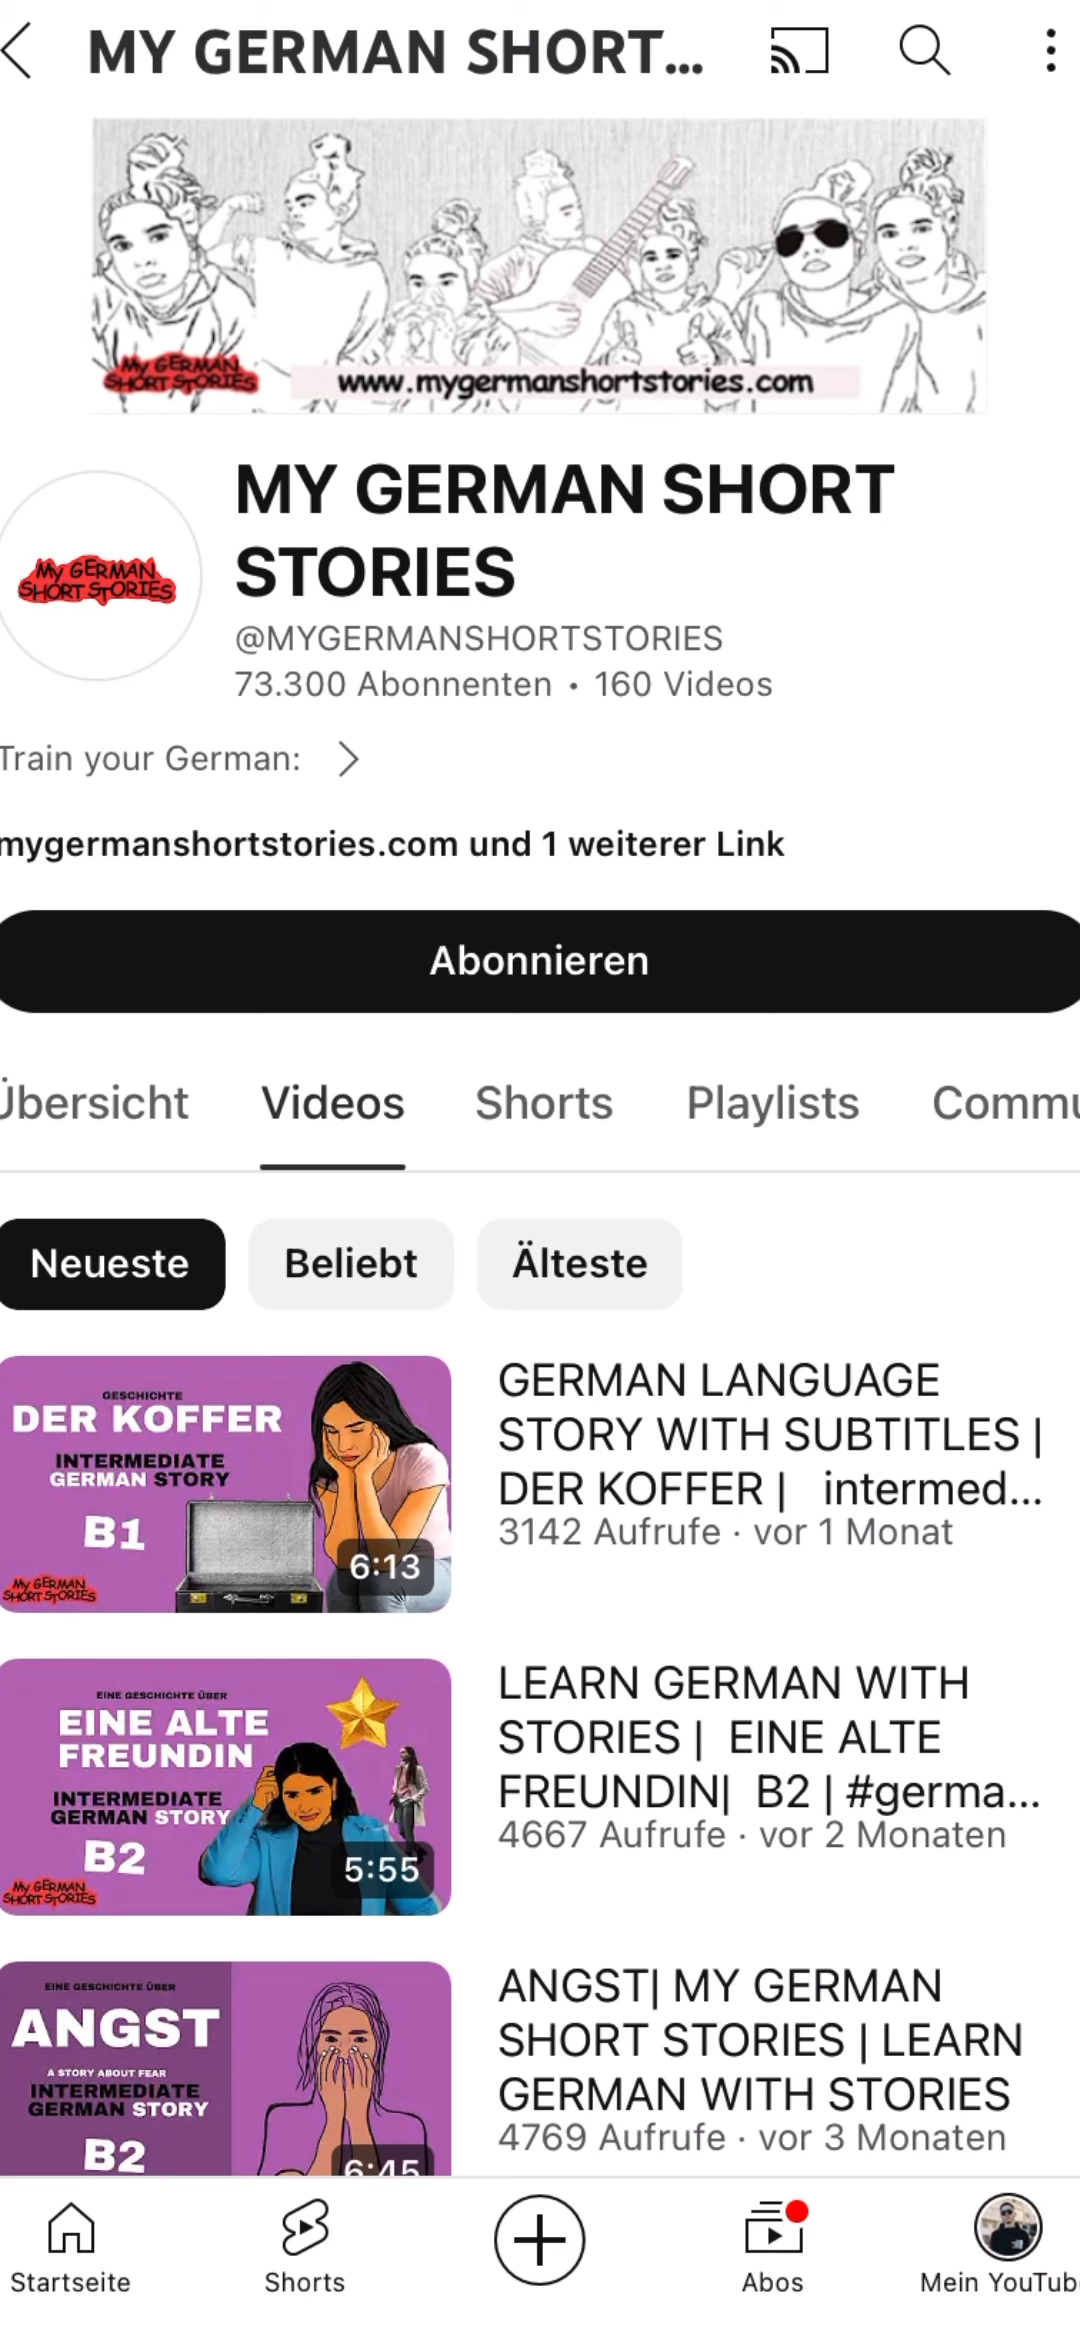 MY GERMAN SHORT...
My GERMAN
SHORT STORIES
www.mygermanshortstories.com
MY GERMAN SHORT
STORIES
My GERMAN
SHORT STORIES
@MYGERMANSHORTSTORIES
73.300 Abonnenten • 160 Videos
Train your German:
mygermanshortstories.com und 1 weiterer Link
Abonnieren
Übersicht Videos Shorts Playlists Commu
Neueste Beliebt Älteste
GESCHICHTE
DER KOFFER
INTERMEDIATE
GERMAN STORY
B1
My GERMAN
SHORT STORIES
6:13
GERMAN LANGUAGE
STORY WITH SUBTITLES |
DER KOFFER | intermed...
3142 Aufrufe · vor 1 Monat
EINE GESCHICHTE ÜBER
EINE ALTE
FREUNDIN
INTERMEDIATE
GERMAN STORY
B2
My GERMAN
SHORT STORIES
5:55
LEARN GERMAN WITH
STORIES | EINE ALTE
FREUNDIN| B2 | #germa...
4667 Aufrufe · vor 2 Monaten
EINE GESCHICHTE ÜBER
ANGST
A STORY ABOUT FEAR
INTERMEDIATE
GERMAN STORY
B2
6:45
ANGST| MY GERMAN
SHORT STORIES | LEARN
GERMAN WITH STORIES
4769 Aufrufe · vor 3 Monaten
Startseite Shorts Abos Mein YouTub